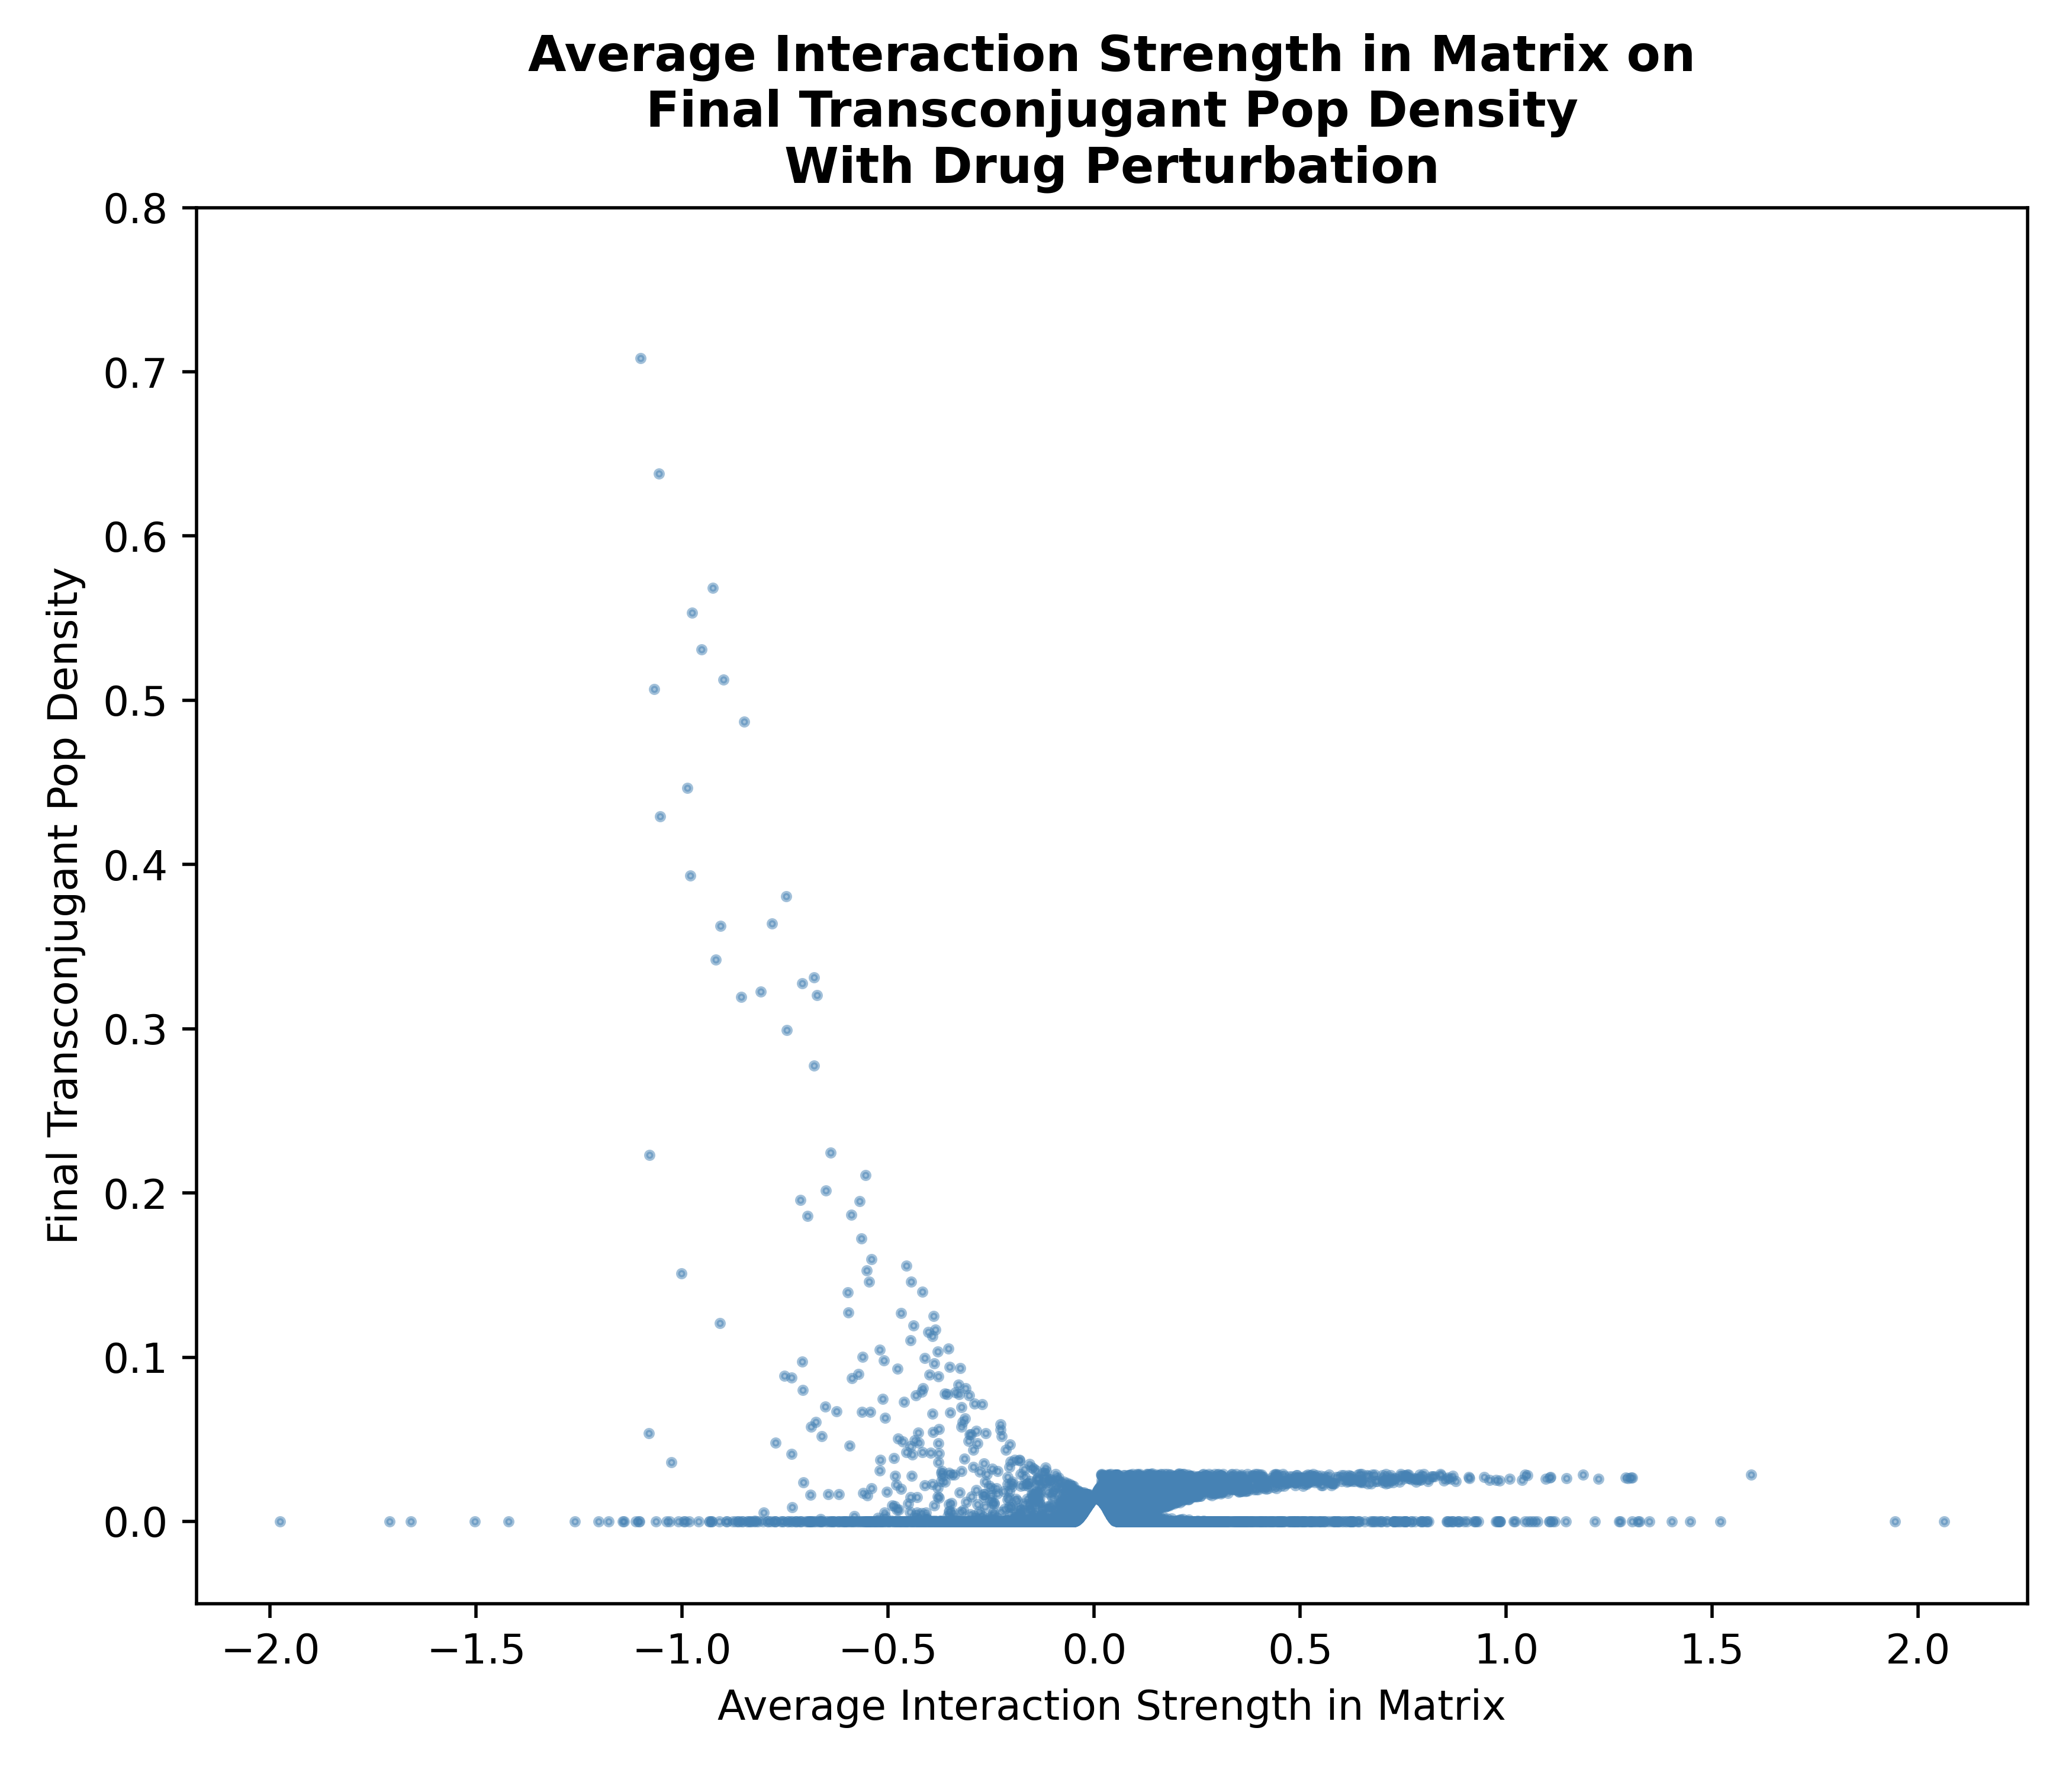 Average Interaction Strength in Matrix on
Final Transconjugant Pop Density
With Drug Perturbation
0.8
0.7
0.6
0.5
0.4
0.3
0.2
0.1
0.0
Final Transconjugant Pop Density
−2.0 −1.5 −1.0 −0.5 0.0 0.5 1.0 1.5 2.0
Average Interaction Strength in Matrix